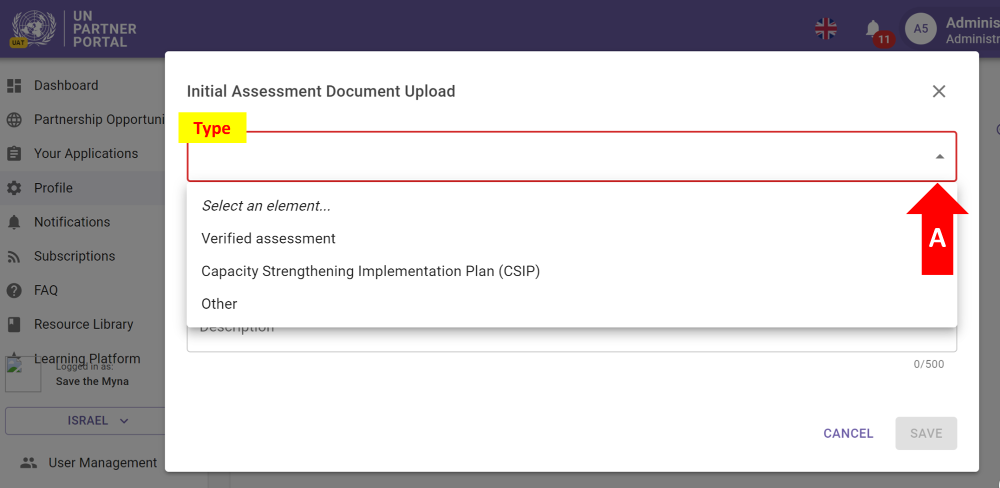 UN
PARTNER
PORTAL
UAT
11
A5
Adminis
Administr
Dashboard
Partnership Opportuni
Your Applications
Profile
Notifications
Subscriptions
FAQ
Resource Library
Learning Platform
Logged in as:
Save the Myna
ISRAEL
User Management
Initial Assessment Document Upload
Type
Select an element...
Verified assessment
Capacity Strengthening Implementation Plan (CSIP)
Other
A
Description
0/500
CANCEL
SAVE